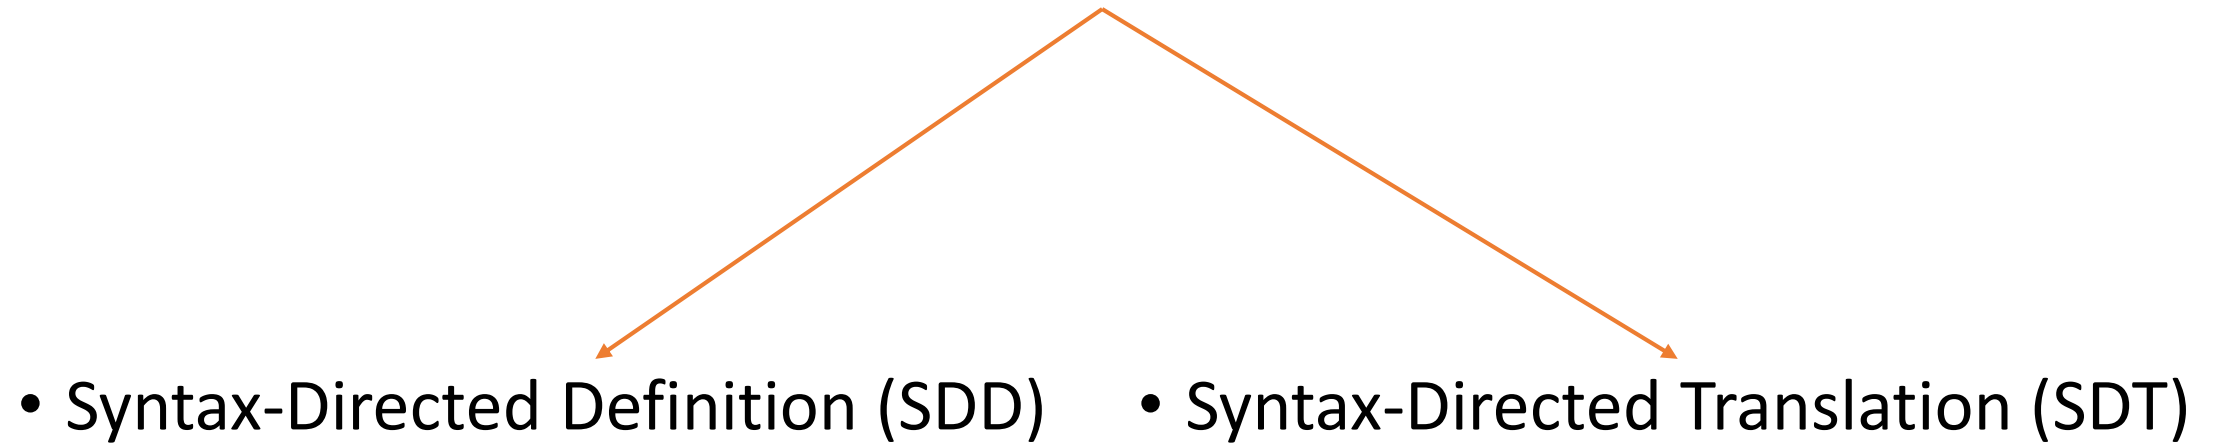 • Syntax-Directed Definition (SDD)
• Syntax-Directed Translation (SDT)